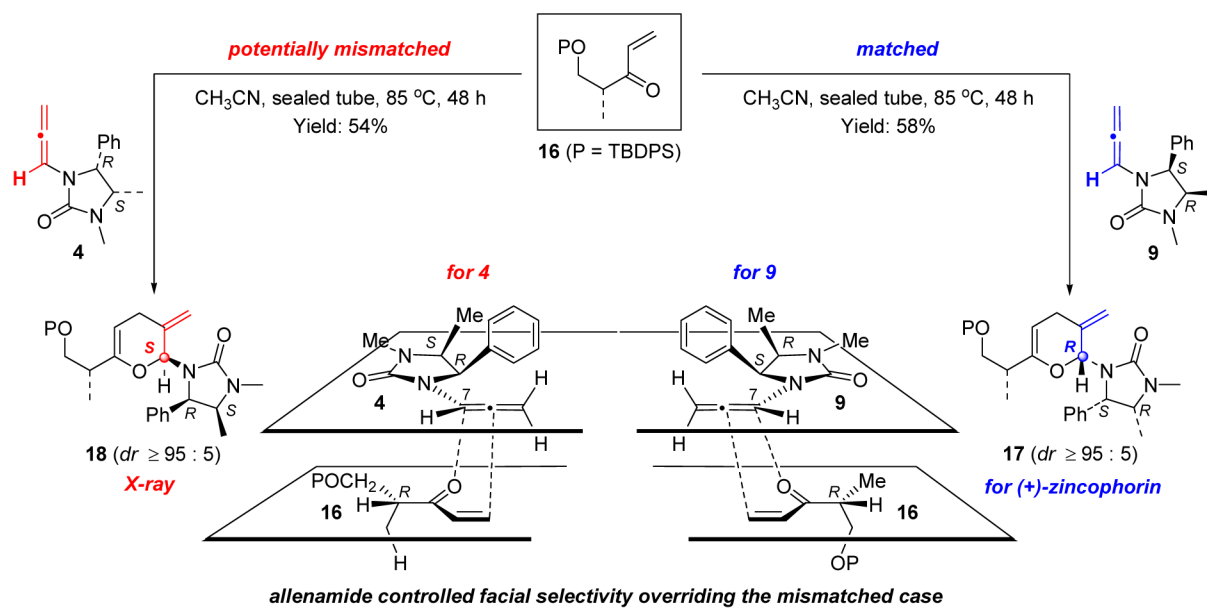 potentially mismatched
matched
PO
O
CH3CN, sealed tube, 85 °C, 48 h
Yield: 54%
CH3CN, sealed tube, 85 °C, 48 h
Yield: 58%
16 (P = TBDPS)
H
Ph
R
N
S
O
N
4
H
Ph
S
N
R
O
N
9
for 4
for 9
PO
S
O
H
N
O
N
Ph
R
S
18 (dr ≥ 95 : 5)
X-ray
Me
Me
N
S
R
O
N
4
7
H
H
H
Me
R
N
Me
S
N
O
7
9
H
H
H
PO
R
O
H
N
O
N
Ph
S
R
17 (dr ≥ 95 : 5)
for (+)-zincophorin
POCH2
R
O
H
16
H
O
R
Me
H
16
OP
allenamide controlled facial selectivity overriding the mismatched case